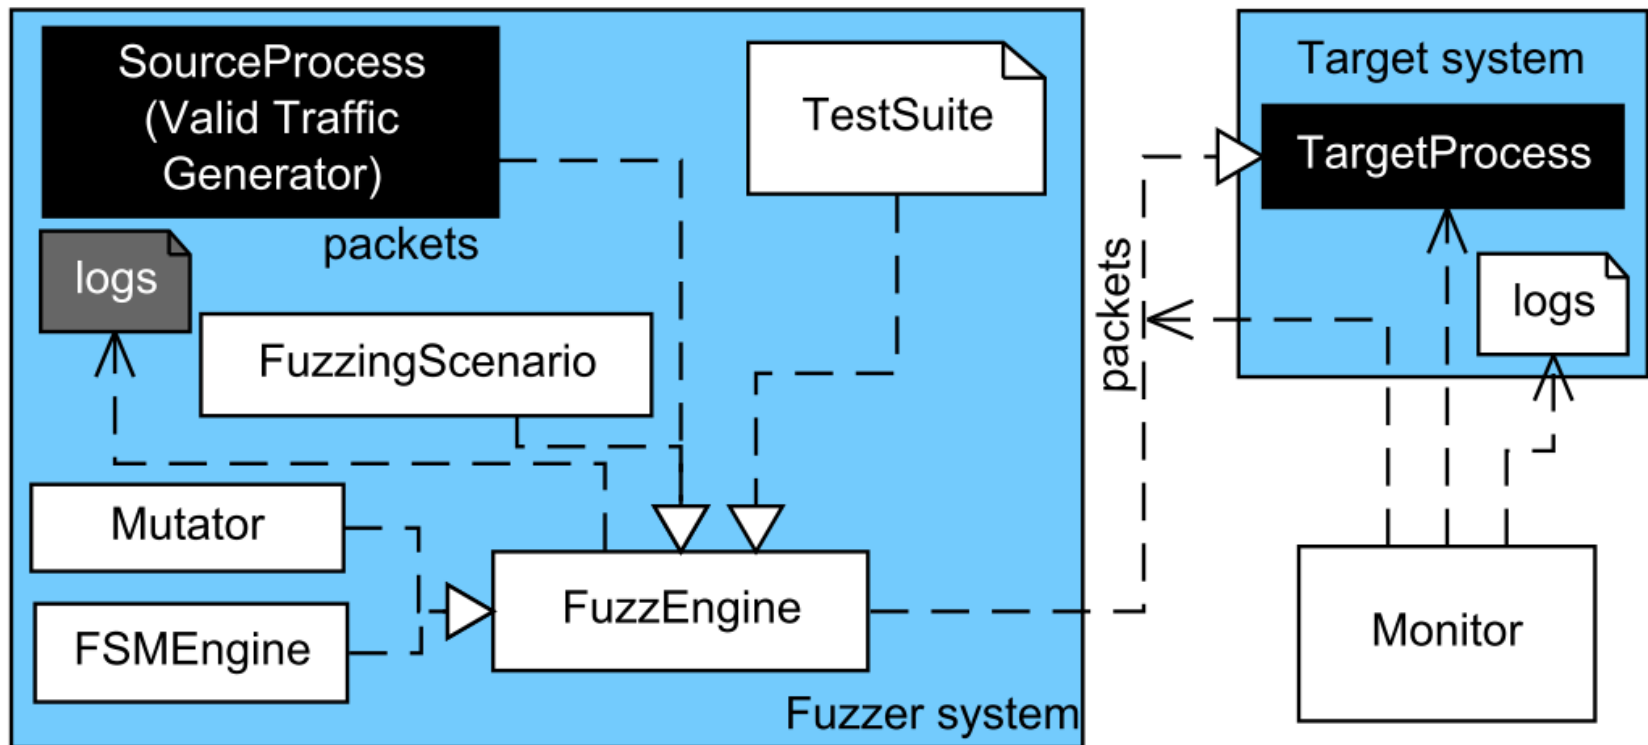 SourceProcess
(Valid Traffic
Generator)
packets
logs
TestSuite
FuzzingScenario
Mutator
FSMEngine
FuzzEngine
Fuzzer system
packets
Target system
TargetProcess
logs
Monitor